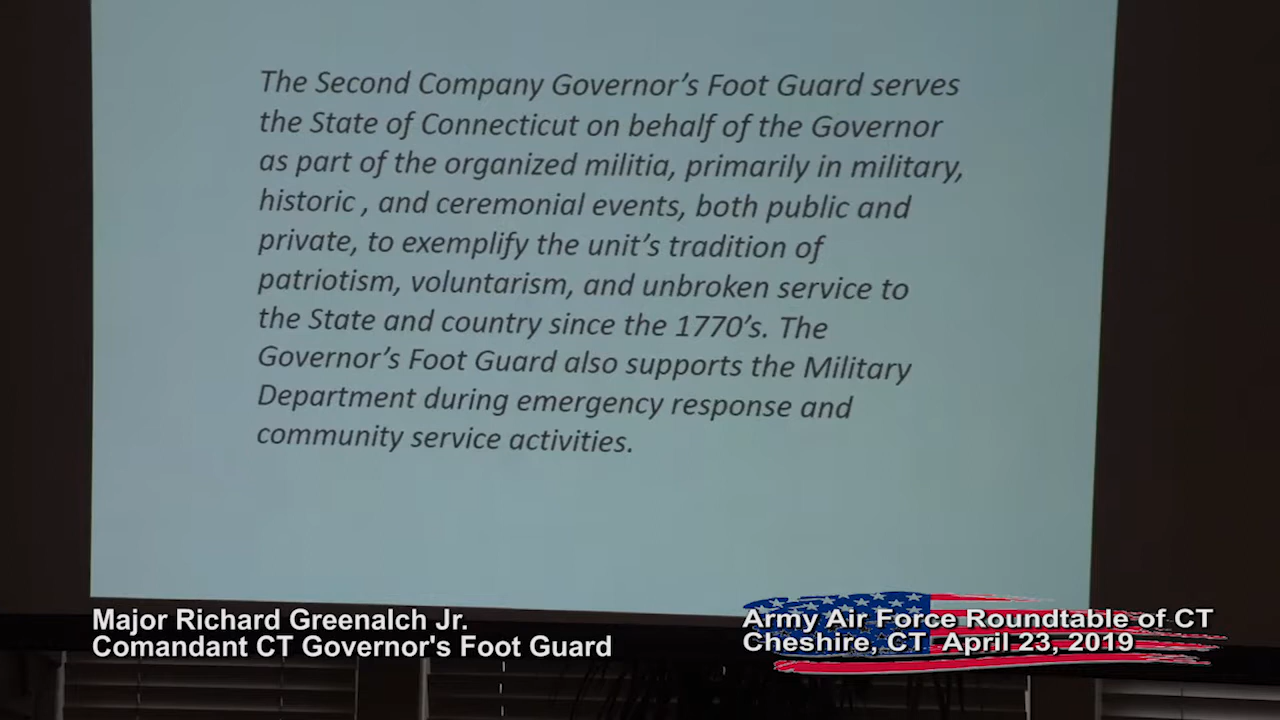 The Second Company Governor's Foot Guard serves
the State of Connecticut on behalf of the Governor
as part of the organized militia, primarily in military,
historic , and ceremonial events, both public and
private, to exemplify the unit's tradition of
patriotism, voluntarism, and unbroken service to
the State and country since the 1770's. The
Governor's Foot Guard also supports the Military
Department during emergency response and
community service activities.
Major Richard Greenalch Jr.
Comandant CT Governor's Foot Guard
Army Air Force Roundtable of CT
Cheshire, CT April 23, 2019